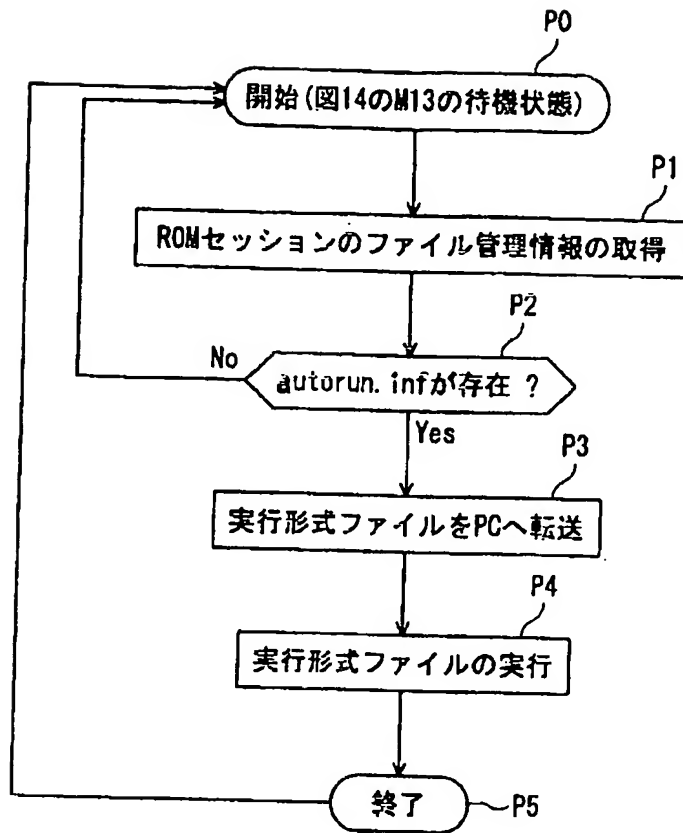 P0
開始(図14のM13の待機状態)
P1
ROMセッションのファイル管理情報の取得
P2
No
autorun.infが存在 ?
Yes
P3
実行形式ファイルをPCへ転送
P4
実行形式ファイルの実行
終了
P5